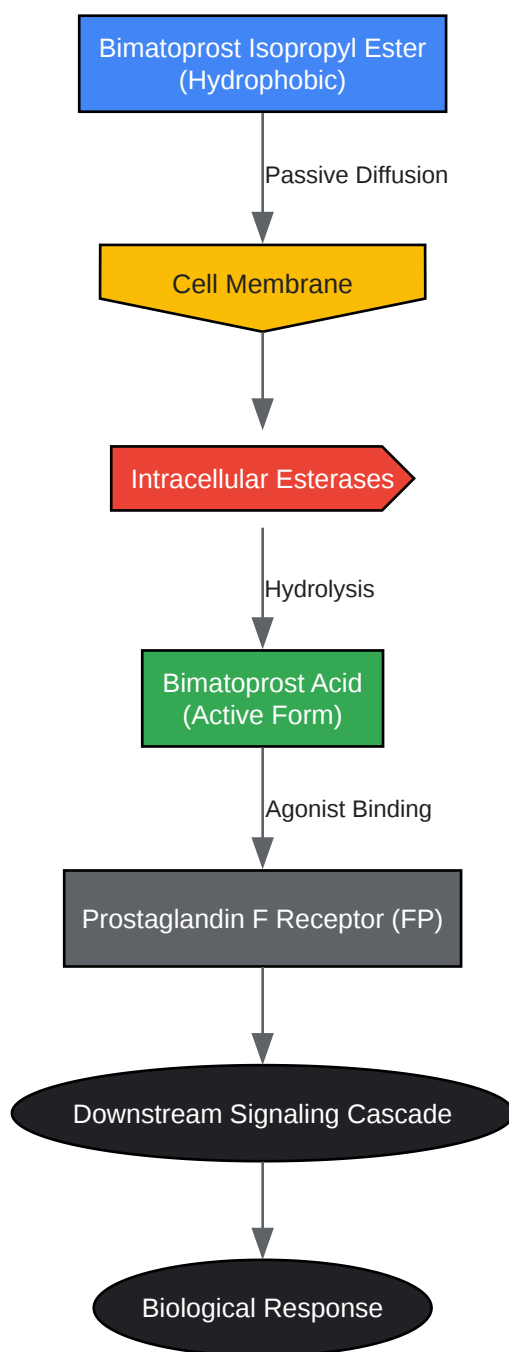 Bimatoprost Isopropyl Ester
(Hydrophobic)
Passive Diffusion
Cell Membrane
Intracellular Esterases
Hydrolysis
Bimatoprost Acid
(Active Form)
Agonist Binding
Prostaglandin F Receptor (FP)
Downstream Signaling Cascade
Biological Response